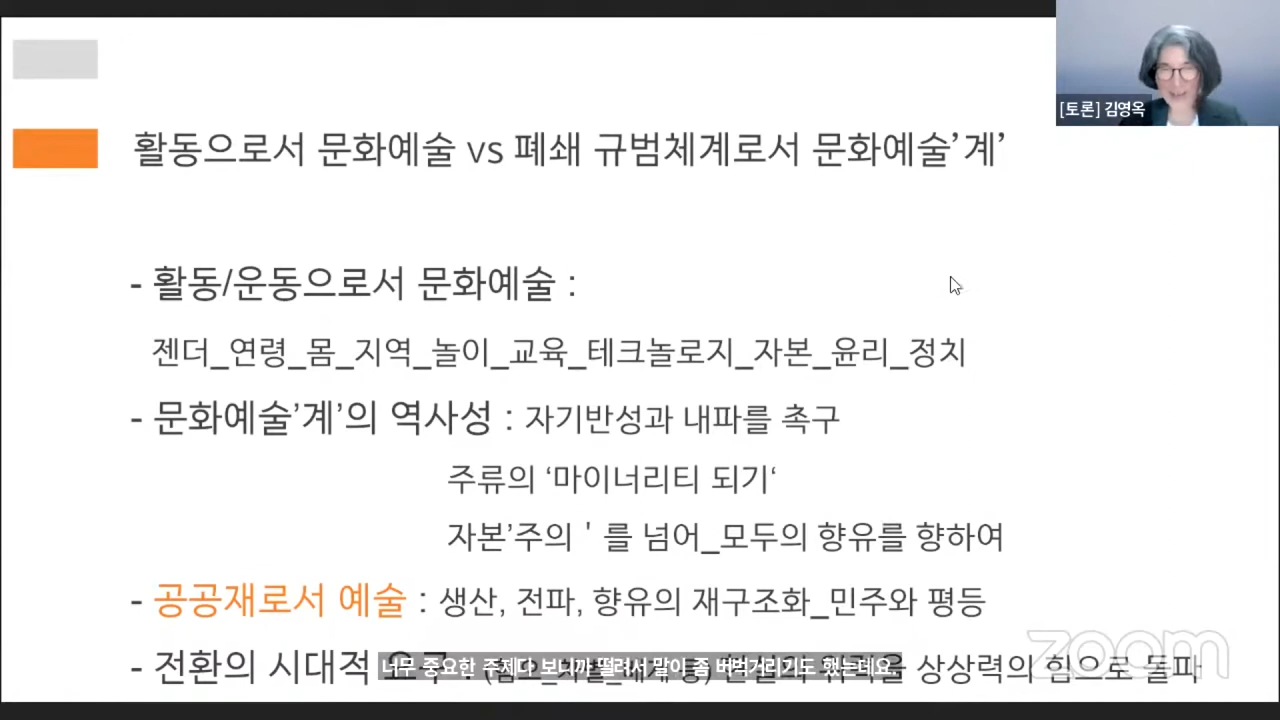 [토론] 김영옥
활동으로서 문화예술 vs 폐쇄 규범체계로서 문화예술’계’
- 활동/운동으로서 문화예술 :
젠더_연령_몸_지역_놀이_교육_테크놀로지_자본_윤리_정치
- 문화예술’계’의 역사성 : 자기반성과 내파를 촉구
주류의 ‘마이너리티 되기‘
자본’주의 ' 를 넘어_모두의 향유를 향하여
- 공공재로서 예술 : 생산, 전파, 향유의 재구조화_민주와 평등
- 전환의 시대적 상상력의 힘으로 돌파
너무 중요한 주제다 보니까 떨려서 말이 좀 버벅거리기도 했는데요.
zoom